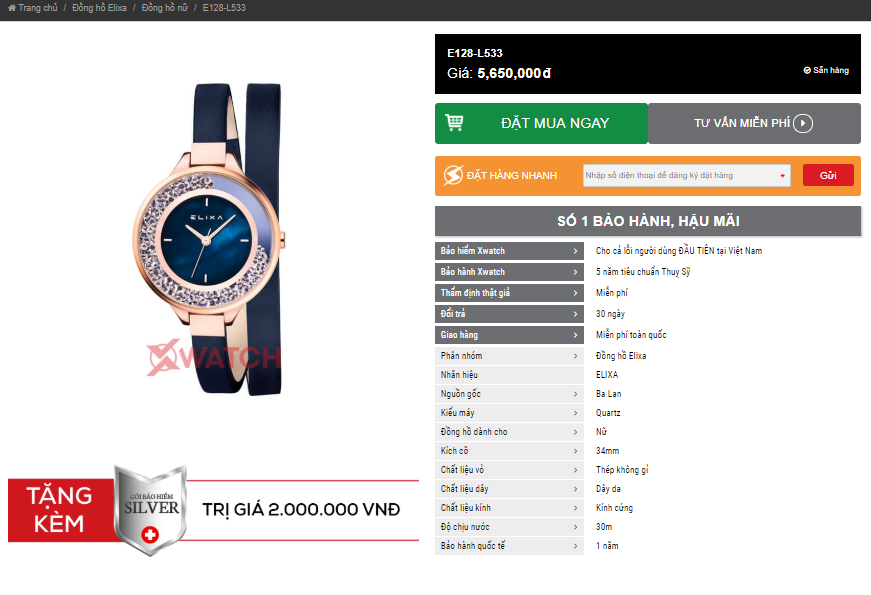 Trang chủ / Đồng hồ Elixa / Đồng hồ nữ / E128-L533
E128-L533
Giá: 5,650,000đ
Sẵn hàng
ĐẶT MUA NGAY
TƯ VẤN MIỄN PHÍ
ĐẶT HÀNG NHANH
Nhập số điện thoại để đăng ký đặt hàng *
Gửi
SỐ 1 BẢO HÀNH, HẬU MÃI
Bảo hiểm Xwatch > Cho cả lỗi người dùng ĐẦU TIÊN tại Việt Nam
Bảo hành Xwatch > 5 năm tiêu chuẩn Thuỵ Sỹ
Thẩm định thật giả > Miễn phí
Đổi trả > 30 ngày
Giao hàng > Miễn phí toàn quốc
Phân nhóm > Đồng hồ Elixa
Nhãn hiệu ELIXA
Nguồn gốc > Ba Lan
Kiểu máy > Quartz
Đồng hồ dành cho > Nữ
Kích cỡ > 34mm
Chất liệu vỏ > Thép không gỉ
Chất liệu dây > Dây da
Chất liệu kính > Kính cứng
Độ chịu nước > 30m
Bảo hành quốc tế > 1 năm
ELIXA
XWATCH
TẶNG
KÈM
GÓI BẢO HIỂM
SILVER
TRỊ GIÁ 2.000.000 VNĐ